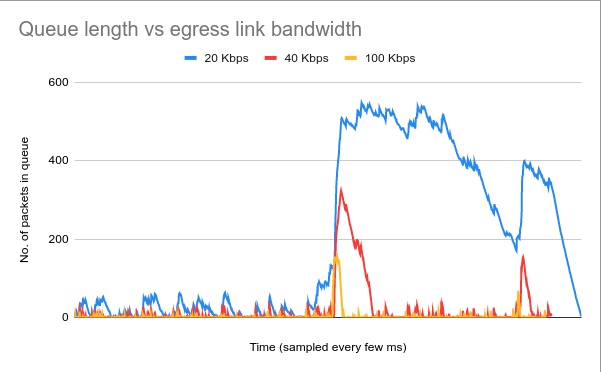 Queue length vs egress link bandwidth
20 Kbps 40 Kbps 100 Kbps
600
400
200
0
No. of packets in queue
Time (sampled every few ms)